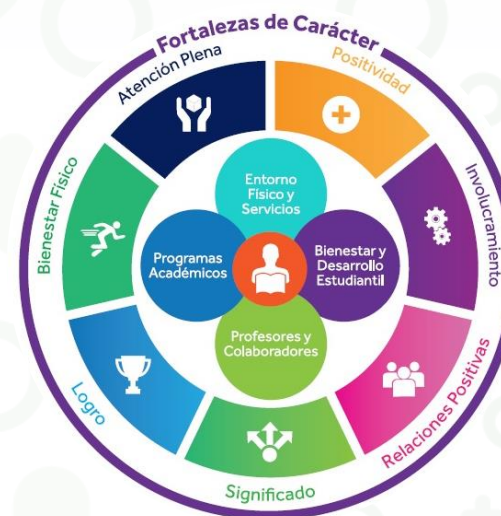 Fortalezas de Carácter
Atención Plena
Positividad
Involucramiento
Relaciones Positivas
Significado
Logro
Bienestar Físico
Entorno
Físico y
Servicios
Programas
Académicos
Bienestar y
Desarrollo
Estudiantil
Profesores y
Colaboradores